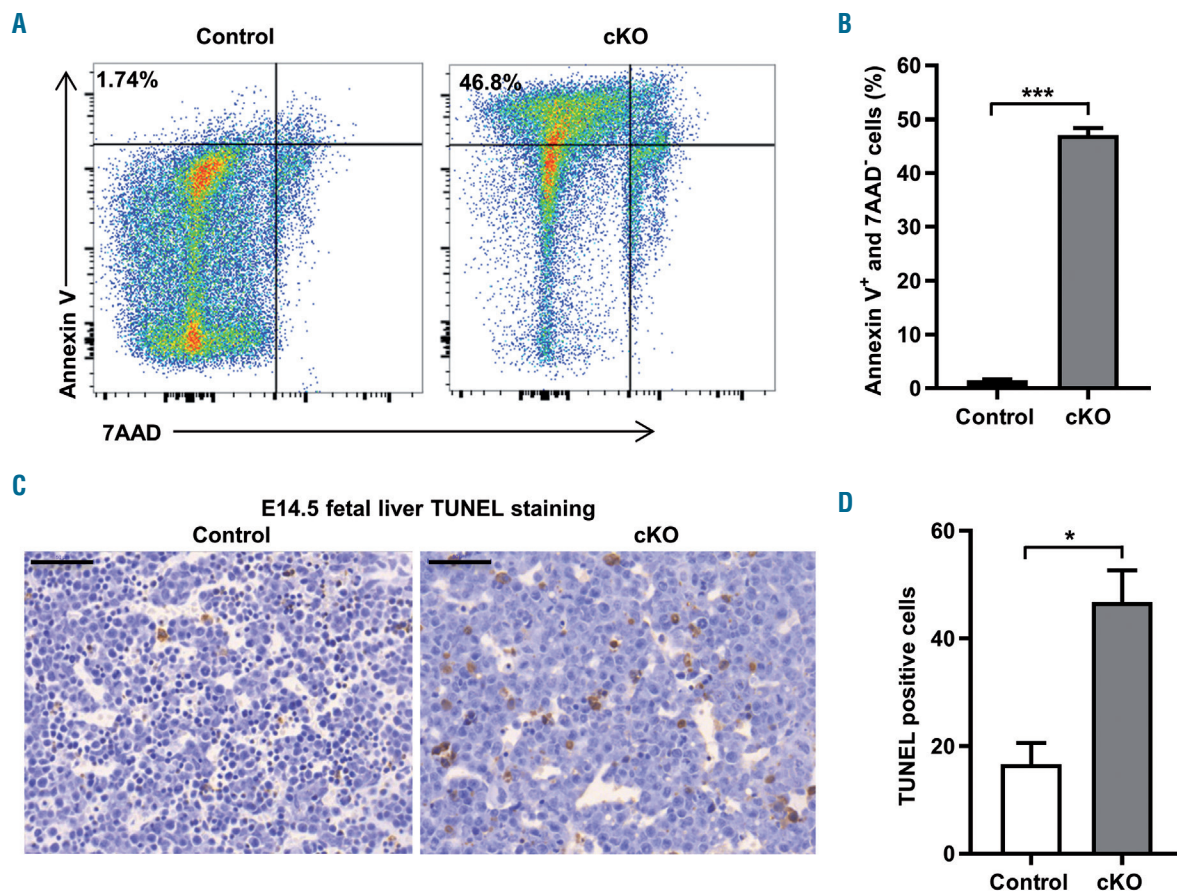 A
Control
cKO
1.74%
46.8%
Annexin V
7AAD
B
Annexin V⁺ and 7AAD⁻ cells (%)
60
50
40
30
20
10
0
***
Control
cKO
C
E14.5 fetal liver TUNEL staining
Control
cKO
D
TUNEL positive cells
60
40
20
0
*
Control
cKO